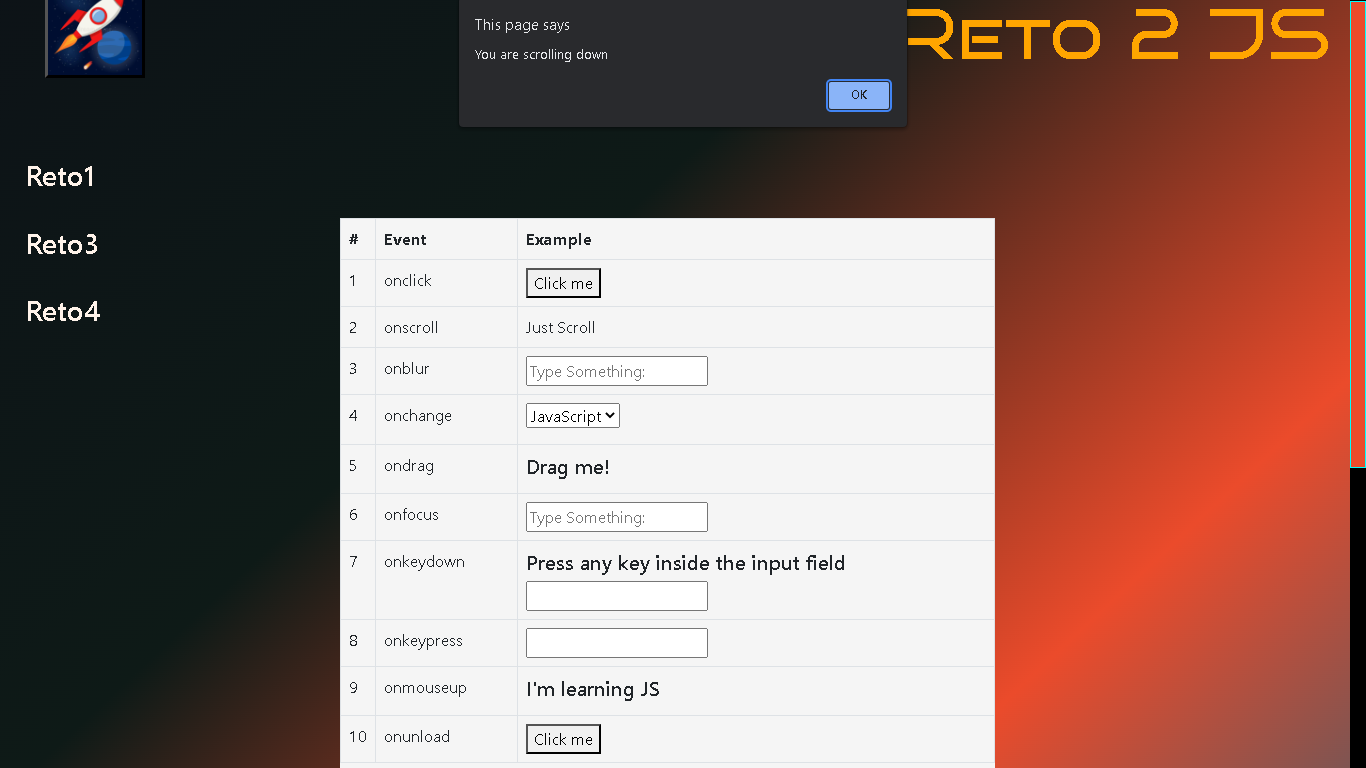 This page says
You are scrolling down
OK
Reto 2 JS
Reto1
Reto3
Reto4
# Event Example
1 onclick Click me
2 onscroll Just Scroll
3 onblur Type Something:
4 onchange JavaScript
5 ondrag Drag me!
6 onfocus Type Something:
7 onkeydown Press any key inside the input field
8 onkeypress
9 onmouseup I'm learning JS
10 onunload Click me